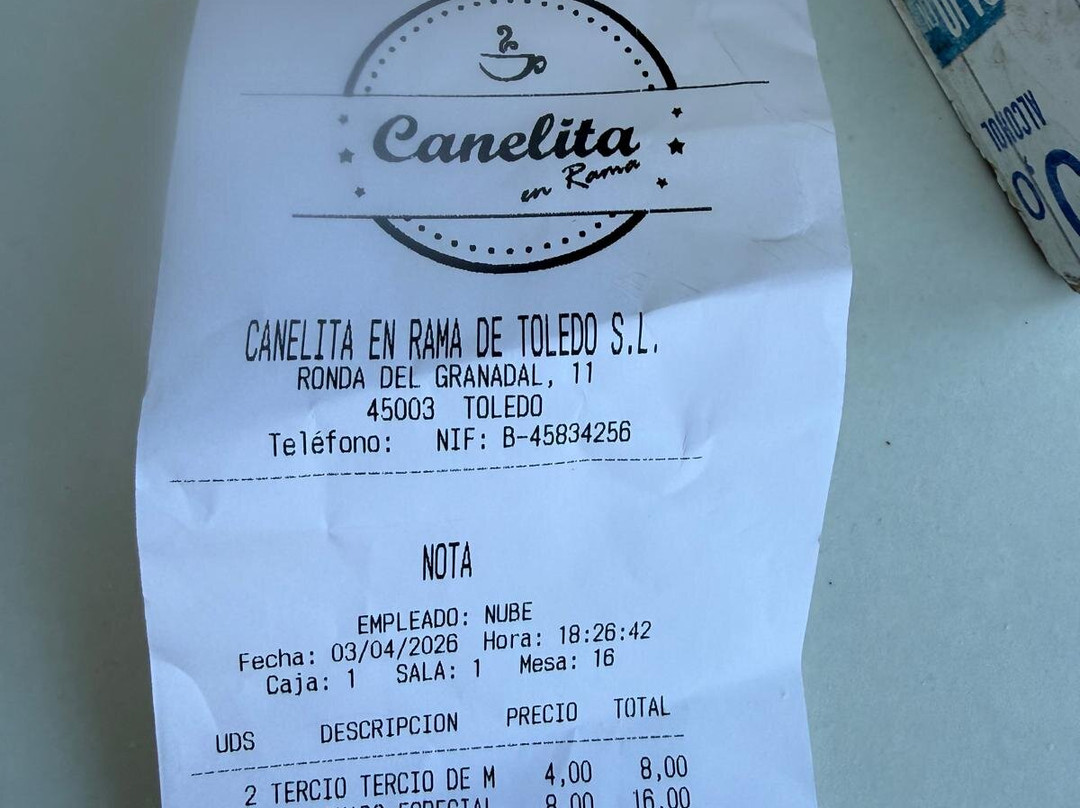 Canelita
en Rama
CANELITA EN RAMA DE TOLEDO S.L.
RONDA DEL GRANADAL, 11
45003 TOLEDO
Teléfono: NIF: B-45834256
NOTA
EMPLEADO: NUBE
Fecha: 03/04/2026 Hora: 18:26:42
Caja: 1 SALA: 1 Mesa: 16
UDS DESCRIPCION PRECIO TOTAL
2 TERCIO TERCIO DE M 4,00 8,00
ESPECIAL 8,00 16,00
ALCOHOL